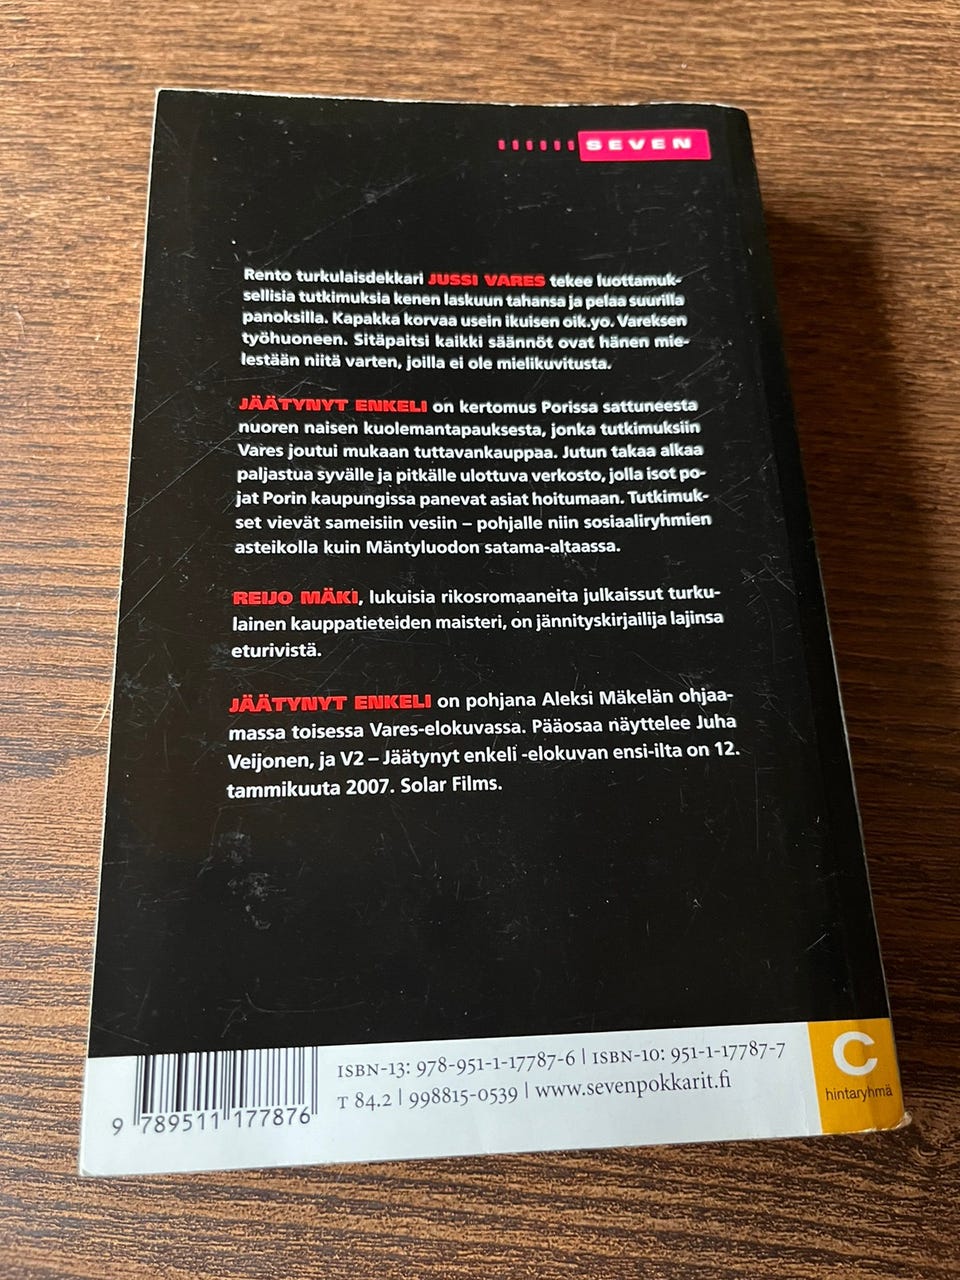 SEVEN
Rento turkulaisdekkari JUSSI VARES tekee luottamuk-
sellisia tutkimuksia kenen laskuun tahansa ja pelaa suurilla
panoksilla. Kapakka korvaa usein ikuisen oik.yo. Vareksen
työhuoneen. Sitäpaitsi kaikki säännöt ovat hänen mie-
lestään niitä varten, joilla ei ole mielikuvitusta.
JÄÄTYNYT ENKELI on kertomus Porissa sattuneesta
nuoren naisen kuolemantapauksesta, jonka tutkimuksiin
Vares joutui mukaan tuttavankauppaa. Jutun takaa alkaa
paljastua syvälle ja pitkälle ulottuva verkosto, jolla isot po-
jat Porin kaupungissa panevat asiat hoitumaan. Tutkimuk-
set vievät sameisiin vesiin – pohjalle niin sosiaaliryhmien
asteikolla kuin Mäntyluodon satama-altaassa.
REIJO MÄKI, lukuisia rikosromaaneita julkaissut turku-
lainen kauppatieteiden maisteri, on jännityskirjailija lajinsa
eturivistä.
JÄÄTYNYT ENKELI on pohjana Aleksi Mäkelän ohjaa-
massa toisessa Vares-elokuvassa. Pääosaa näyttelee Juha
Veijonen, ja V2 – Jäätynyt enkeli -elokuvan ensi-ilta on 12.
tammikuuta 2007. Solar Films.
ISBN-13: 978-951-1-17787-6 | ISBN-10: 951-1-17787-7
T 84.2 | 998815-0539 | www.sevenpokkarit.fi
9 789511 177876
C
hintaryhmä